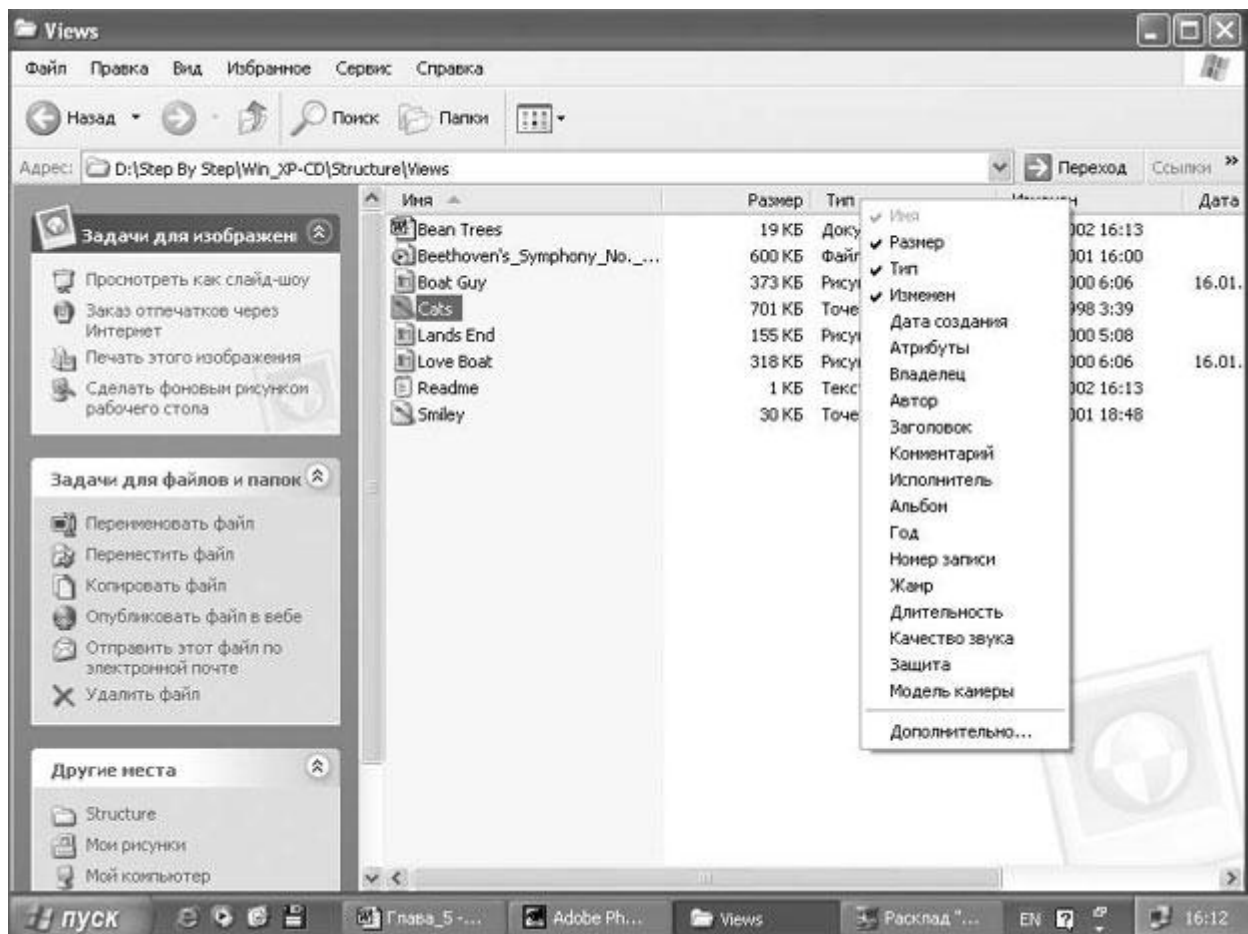 Views
Файл Правка Вид Избранное Сервис Справка
Назад Поиск Папки
Адрес: D:\Step By Step\Win_XP-CD\Structure\Views Переход Ссылки »
Задачи для изображен
Просмотреть как слайд-шоу
Заказ отпечатков через
Интернет
Печать этого изображения
Сделать фоновым рисунком
рабочего стола
Задачи для файлов и папок
Переименовать файл
Переместить файл
Копировать файл
Опубликовать файл в вебе
Отправить этот файл по
электронной почте
Удалить файл
Другие места
Structure
Мои рисунки
Мой компьютер
Имя Размер Тип Дата
Bean Trees 19 КБ Доку 002 16:13
Beethoven's_Symphony_No._... 600 КБ Файл 001 16:00
Boat Guy 373 КБ Рису 000 6:06 16.01.
Cats 701 КБ Точе 998 3:39
Lands End 155 КБ Рису 000 5:08
Love Boat 318 КБ Рису 000 6:06 16.01.
Readme 1 КБ Текс 002 16:13
Smiley 30 КБ Точе 001 18:48
Имя
Размер
Тип
Изменен
Дата создания
Атрибуты
Владелец
Автор
Заголовок
Комментарий
Исполнитель
Альбом
Год
Номер записи
Жанр
Длительность
Качество звука
Защита
Модель камеры
Дополнительно...
пуск Глава_5 -... Adobe Ph... Views Расклад "... EN 16:12